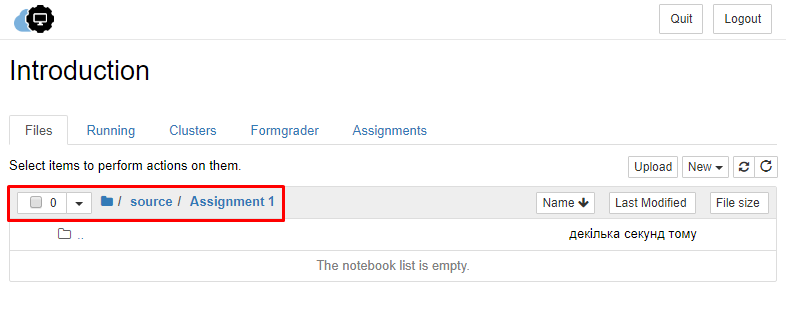 Quit Logout
Introduction
Files Running Clusters Formgrader Assignments
Select items to perform actions on them.
Upload New
0 / source / Assignment 1 Name Last Modified File size
.. декілька секунд тому
The notebook list is empty.